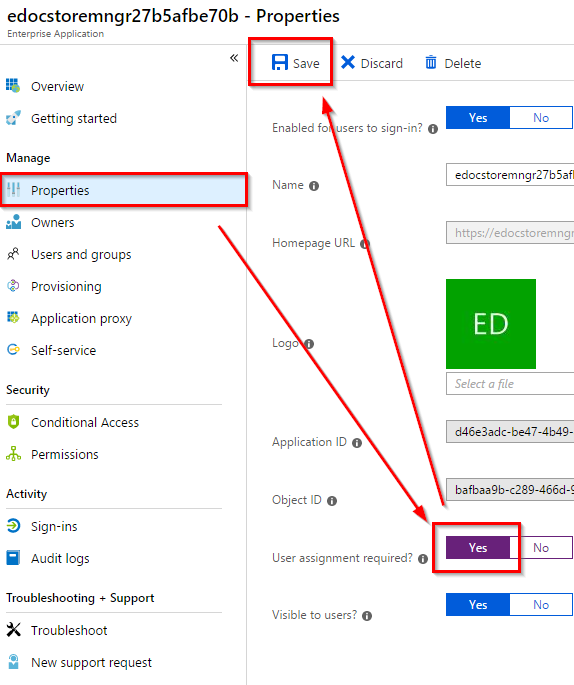 edocstoremngr27b5afbe70b - Properties
Enterprise Application
«
Overview
Getting started
Manage
Properties
Owners
Users and groups
Provisioning
Application proxy
Self-service
Security
Conditional Access
Permissions
Activity
Sign-ins
Audit logs
Troubleshooting + Support
Troubleshoot
New support request
Save Discard Delete
Enabled for users to sign-in? Yes No
Name edocstoremngr27b5af
Homepage URL https://edocstoremng
Logo ED
Select a file
Application ID d46e3adc-be47-4b49-
Object ID bafbaa9b-c289-466d-9
User assignment required? Yes No
Visible to users? Yes No